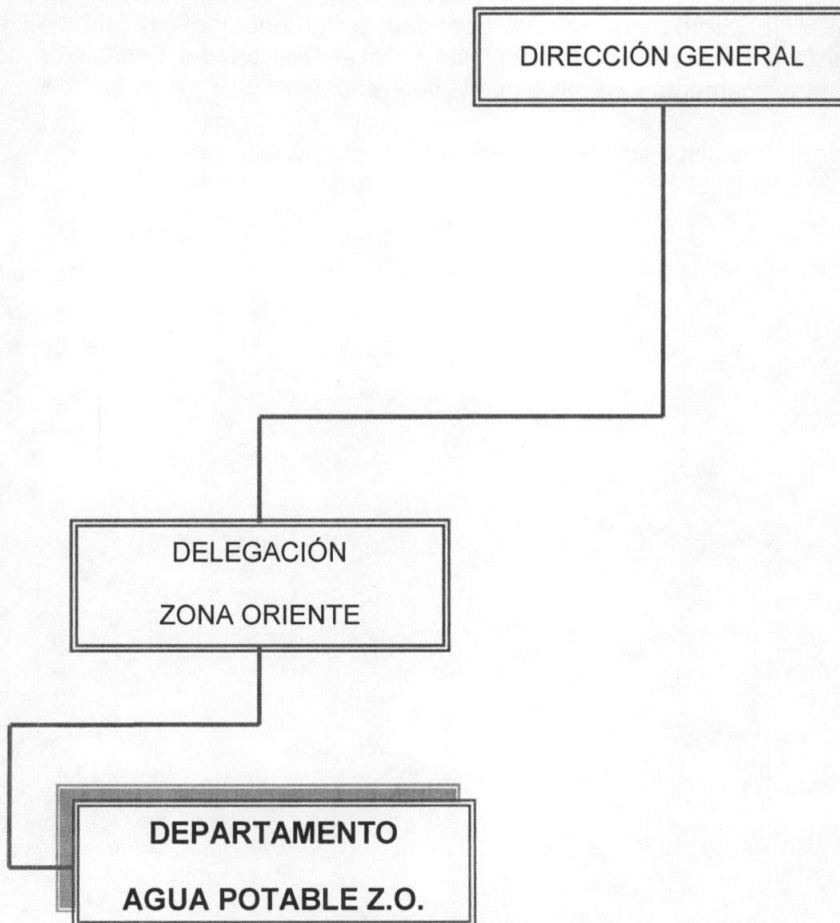 DIRECCIÓN GENERAL
DELEGACIÓN
ZONA ORIENTE
DEPARTAMENTO
AGUA POTABLE Z.O.